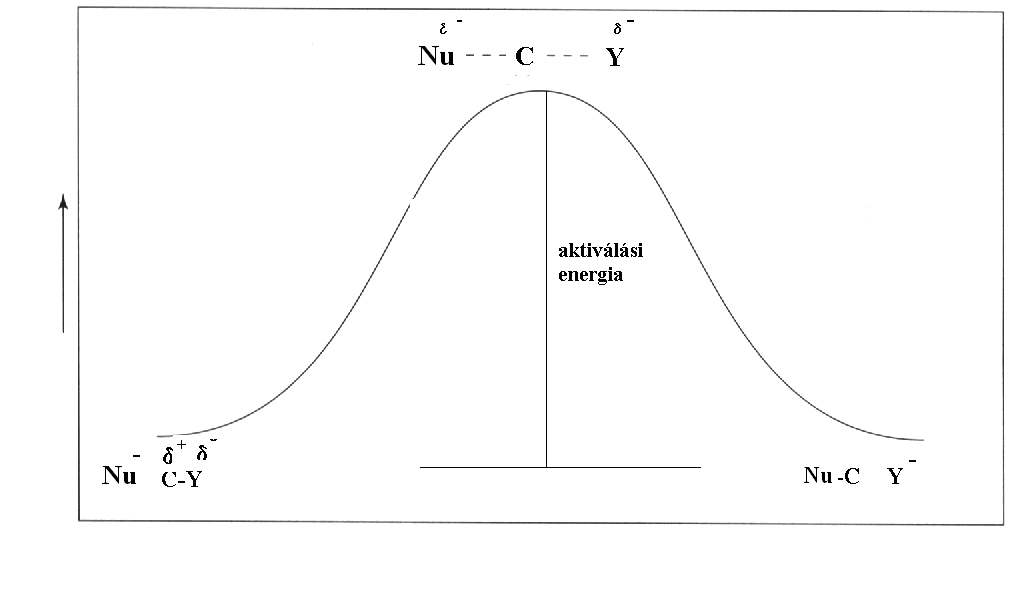 δ - δ -
Nu ---- C ---- Y
aktiválási
energia
Nu - δ + δ -
C-Y
Nu -C Y -